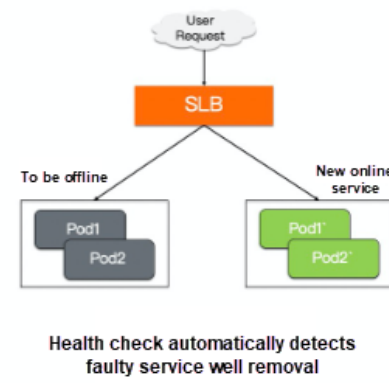 User
Request
SLB
To be offline
New online
service
Pod1
Pod2
Pod1`
Pod2`
Health check automatically detects
faulty service well removal